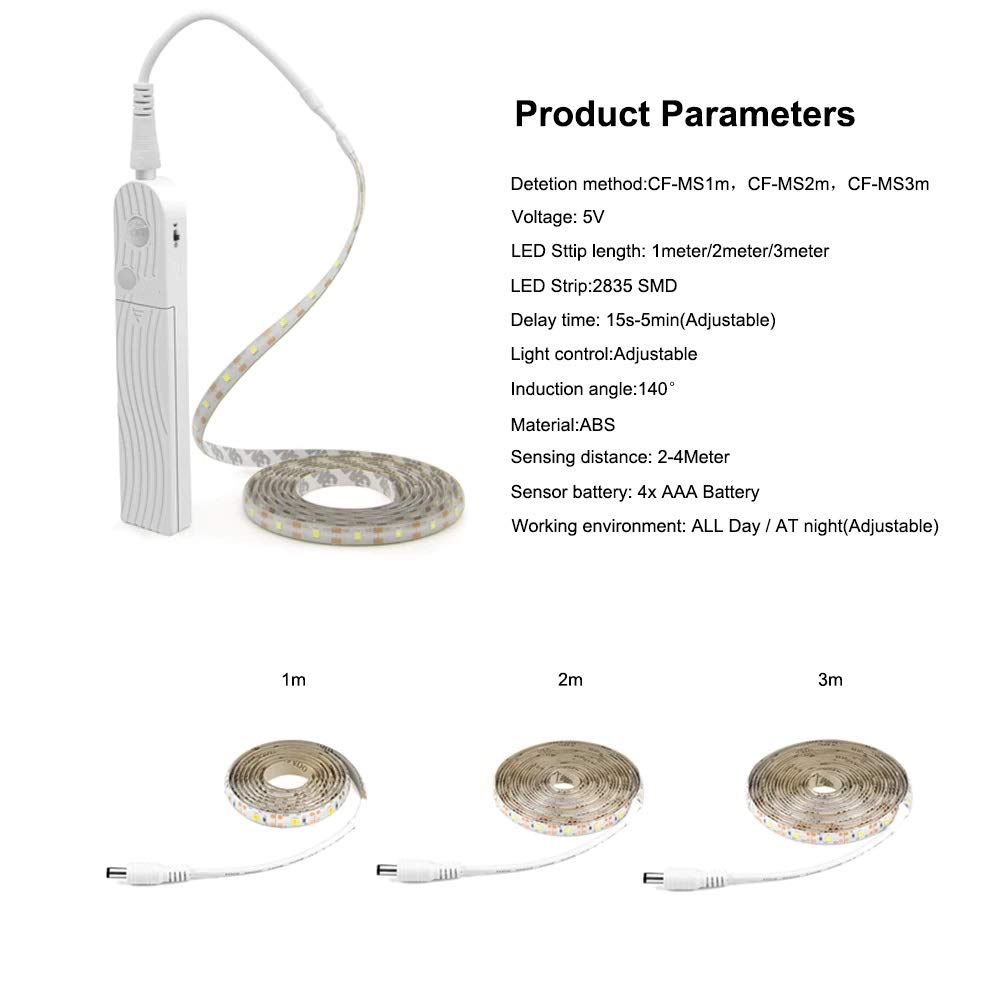 Product Parameters
Detetion method:CF-MS1m，CF-MS2m，CF-MS3m
Voltage: 5V
LED Sttip length: 1meter/2meter/3meter
LED Strip:2835 SMD
Delay time: 15s-5min(Adjustable)
Light control:Adjustable
Induction angle:140°
Material:ABS
Sensing distance: 2-4Meter
Sensor battery: 4x AAA Battery
Working environment: ALL Day / AT night(Adjustable)
1m
2m
3m